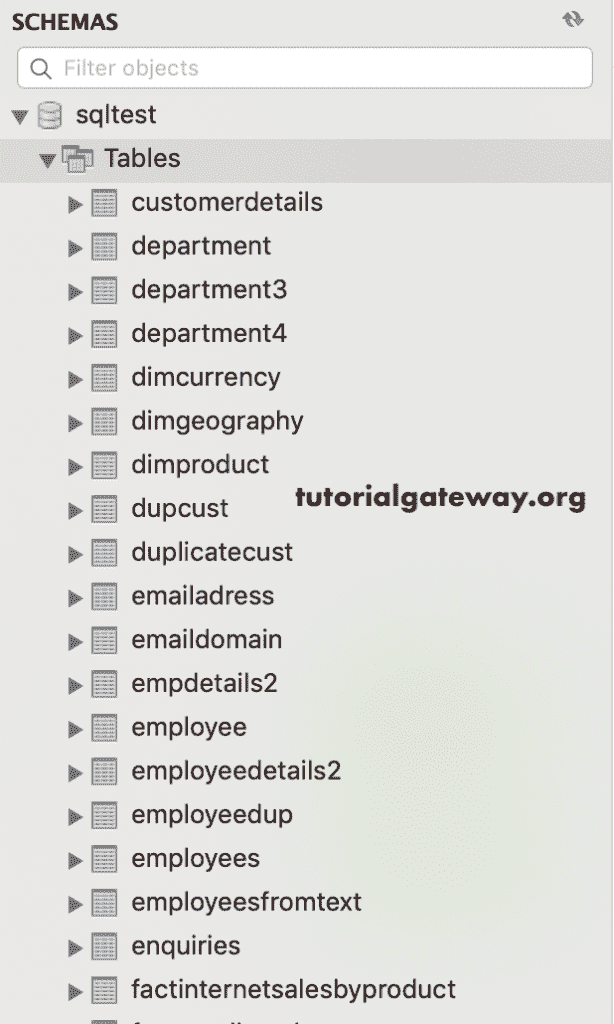 SCHEMAS
Filter objects
sqltest
Tables
customerdetails
department
department3
department4
dimcurrency
dimgeography
dimproduct
tutorialgateway.org
dupcust
duplicatecust
emailadress
emaildomain
empdetails2
employee
employeedetails2
employeedup
employees
employeesfromtext
enquiries
factinternetsalesbyproduct